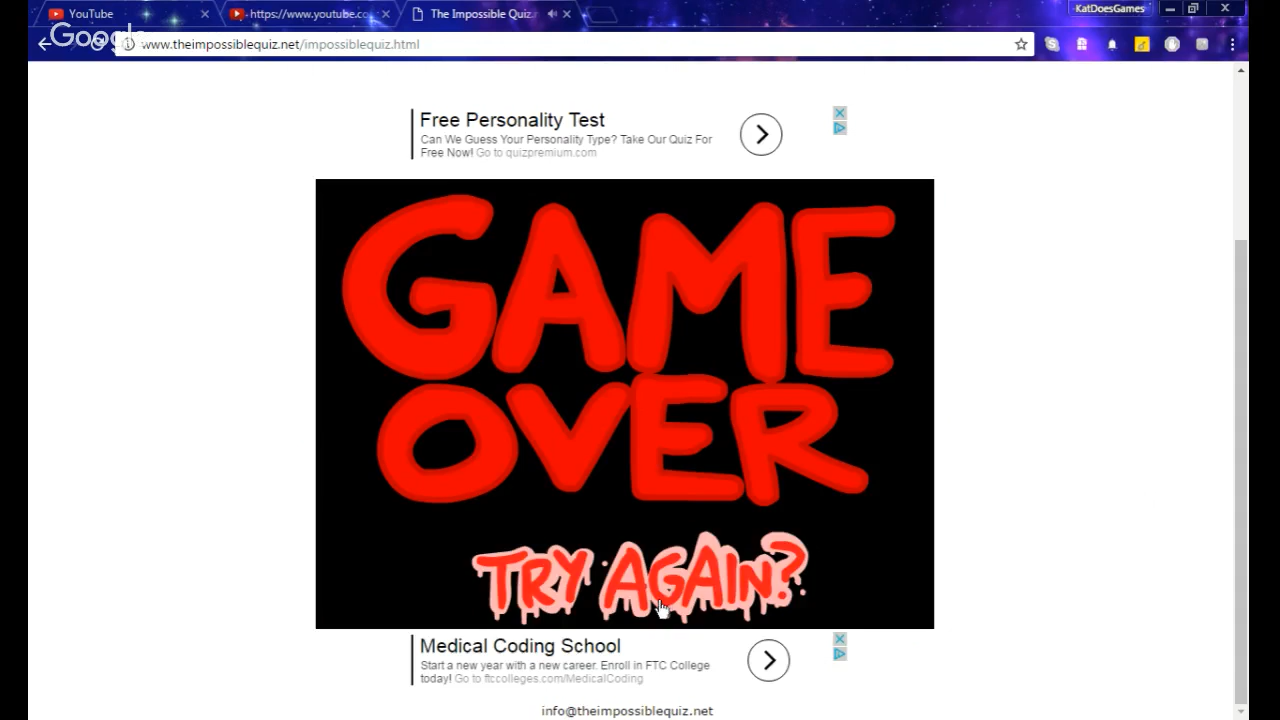 YouTube
https://www.youtube.co
The Impossible Quiz.
KatDoesGames
Google
www.theimpossiblequiz.net/impossiblequiz.html
Free Personality Test
Can We Guess Your Personality Type? Take Our Quiz For
Free Now! Go to quizpremium.com
GAME
OVER
TRY AGAIN?
Medical Coding School
Start a new year with a new career. Enroll in FTC College
today! Go to ftccolleges.com/MedicalCoding
info@theimpossiblequiz.net